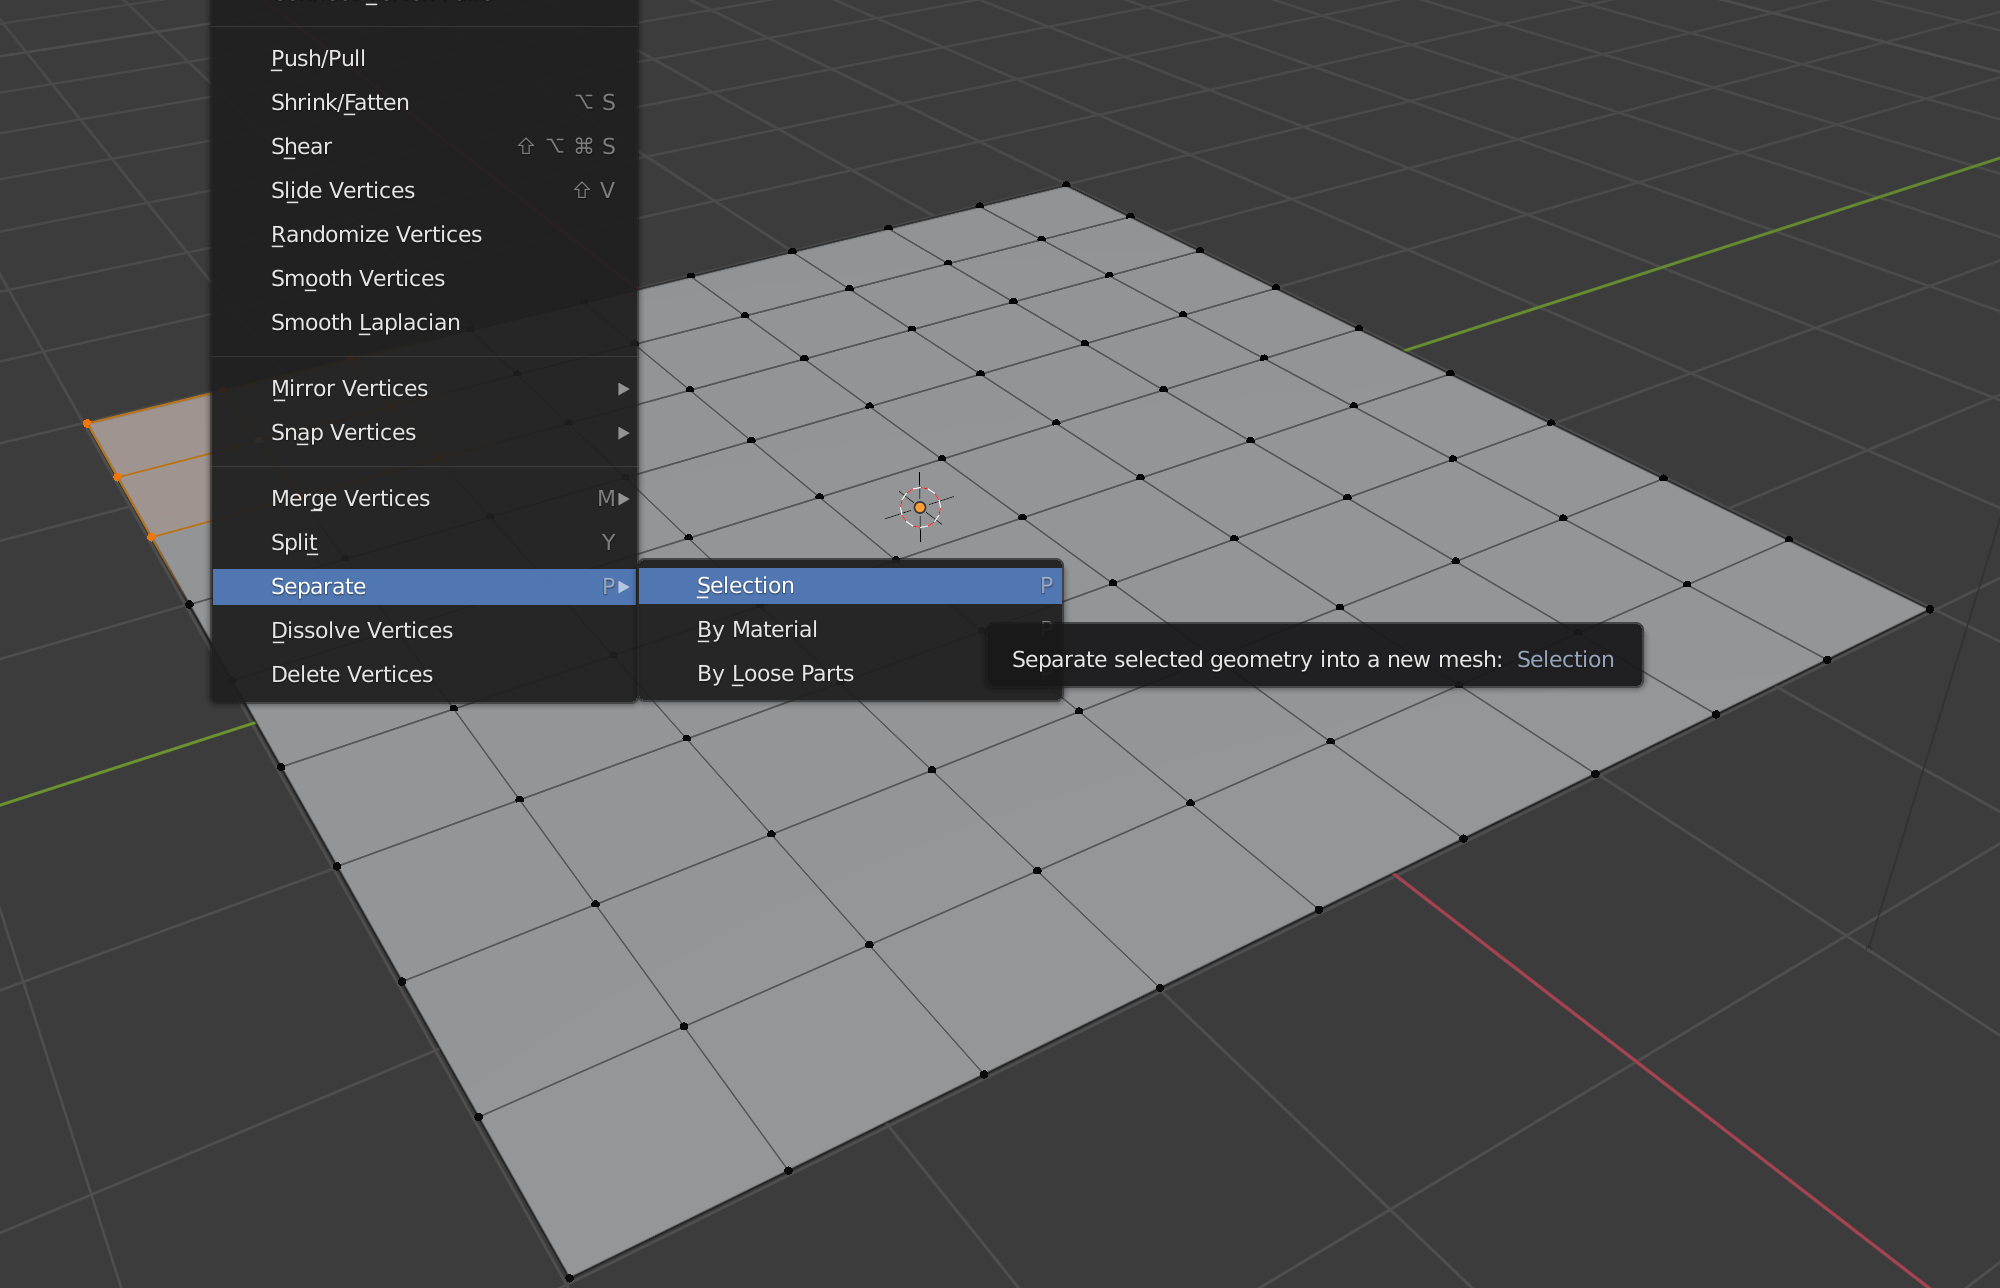 Push/Pull
Shrink/Fatten ⌥ S
Shear ⇧ ⌥ ⌘ S
Slide Vertices ⇧ V
Randomize Vertices
Smooth Vertices
Smooth Laplacian
Mirror Vertices ▶
Snap Vertices ▶
Merge Vertices M▶
Split Y
Separate P▶
Dissolve Vertices
Delete Vertices
Selection P
By Material P
By Loose Parts
Separate selected geometry into a new mesh: Selection